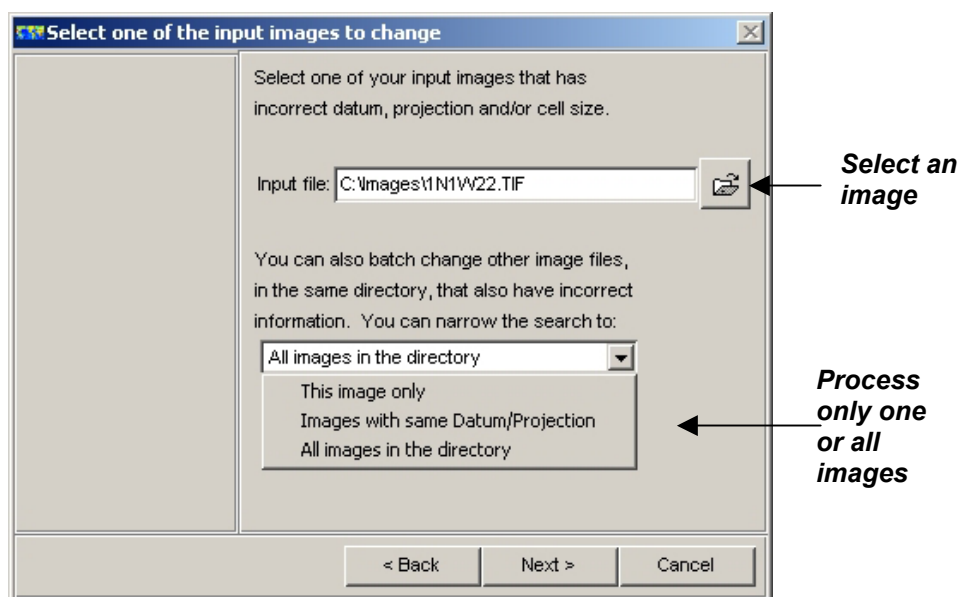 Select one of the input images to change
Select one of your input images that has
incorrect datum, projection and/or cell size.
Input file: C:\Images\1N1W22.TIF
Select an
image
You can also batch change other image files,
in the same directory, that also have incorrect
information. You can narrow the search to:
All images in the directory
This image only
Images with same Datum/Projection
All images in the directory
Process
only one
or all
images
< Back
Next >
Cancel